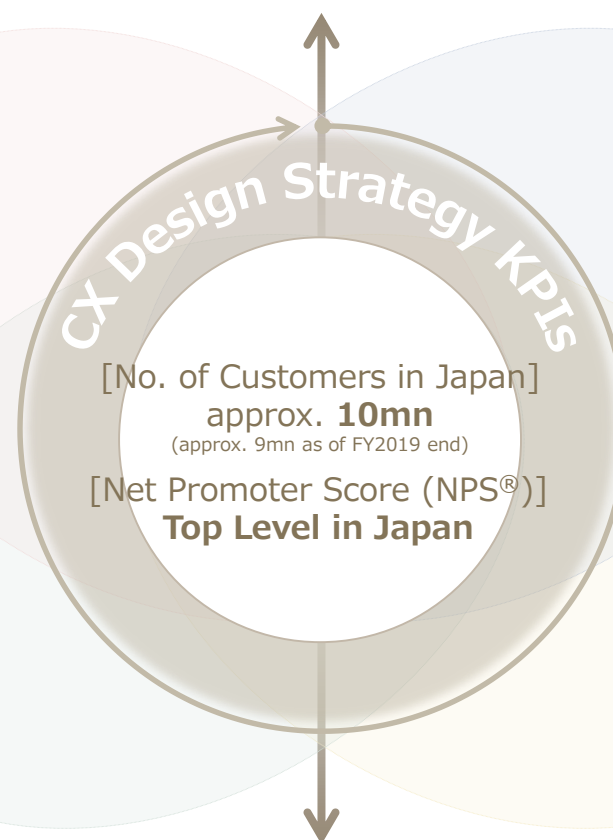 CX Design Strategy KPIs
[No. of Customers in Japan]
approx. 10mn
(approx. 9mn as of FY2019 end)
[Net Promoter Score (NPS®)]
Top Level in Japan